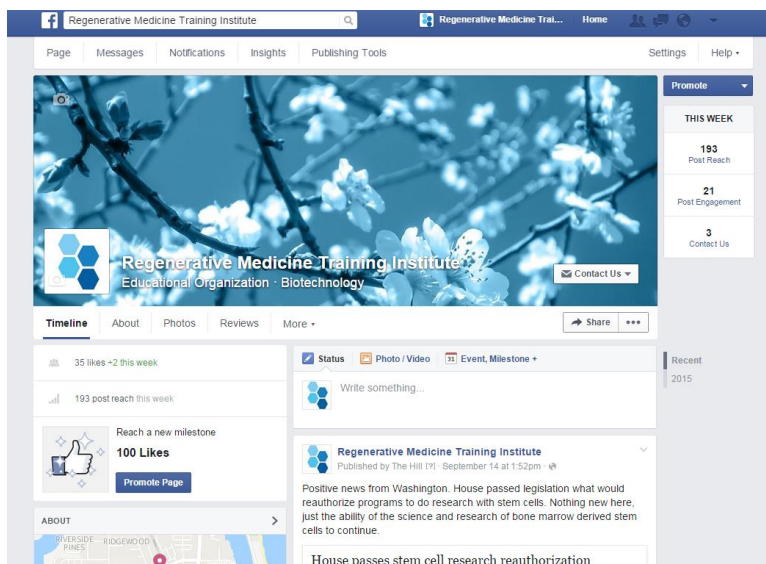 Regenerative Medicine Training Institute
Regenerative Medicine Trai...
Home
Page
Messages
Notifications
Insights
Publishing Tools
Settings
Help
Promote
THIS WEEK
193
Post Reach
21
Post Engagement
3
Contact Us
Regenerative Medicine Training Institute
Educational Organization · Biotechnology
Contact Us
Timeline
About
Photos
Reviews
More
Share
35 likes +2 this week
193 post reach this week
Reach a new milestone
100 Likes
Promote Page
ABOUT
RIVERSIDE
PINES
RIDGEWOOD
Status
Photo / Video
31
Event, Milestone +
Write something...
Recent
2015
Regenerative Medicine Training Institute
Published by The Hill [?] · September 14 at 1:52pm ·
Positive news from Washington. House passed legislation what would
reauthorize programs to do research with stem cells. Nothing new here,
just the ability of the science and research of bone marrow derived stem
cells to continue.
House passes stem cell research reauthorization